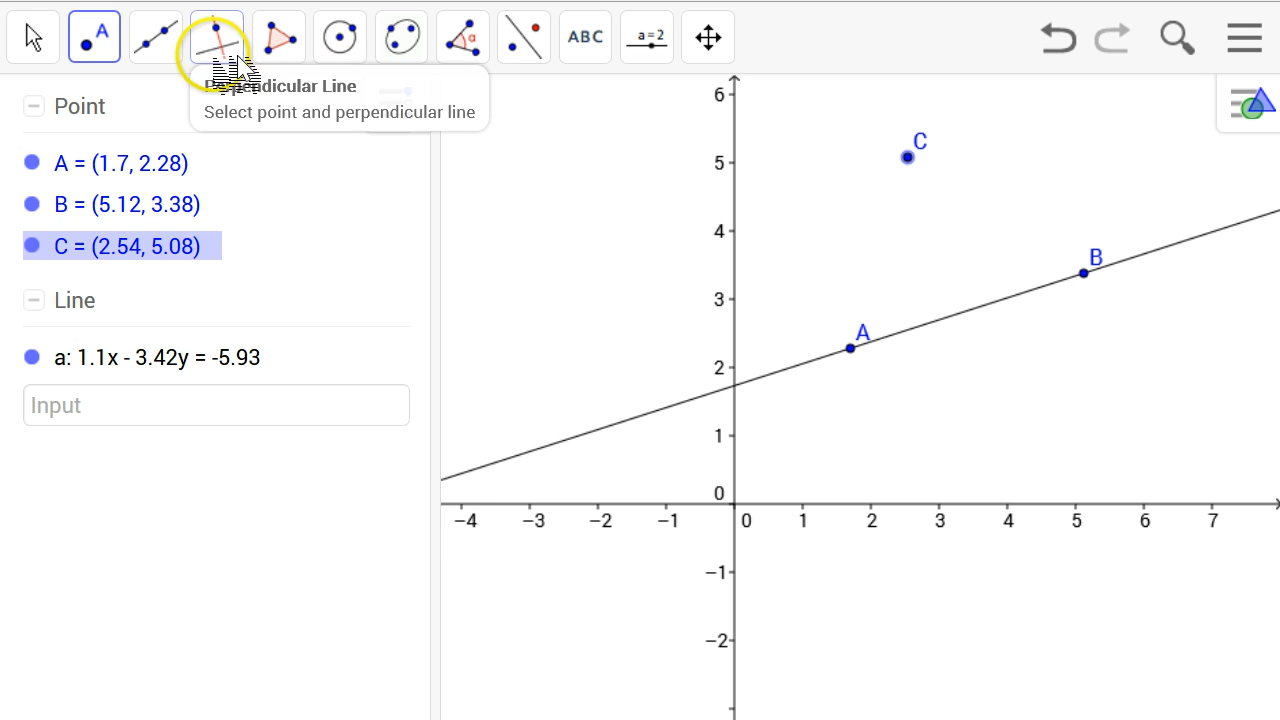 A
α
ABC
a=2
Perpendicular Line
Select point and perpendicular line
Point
A = (1.7, 2.28)
B = (5.12, 3.38)
C = (2.54, 5.08)
Line
a: 1.1x - 3.42y = -5.93
Input
6
5
4
3
2
1
0
−4
−3
−2
−1
0
1
2
3
4
5
6
7
−1
−2
C
B
A